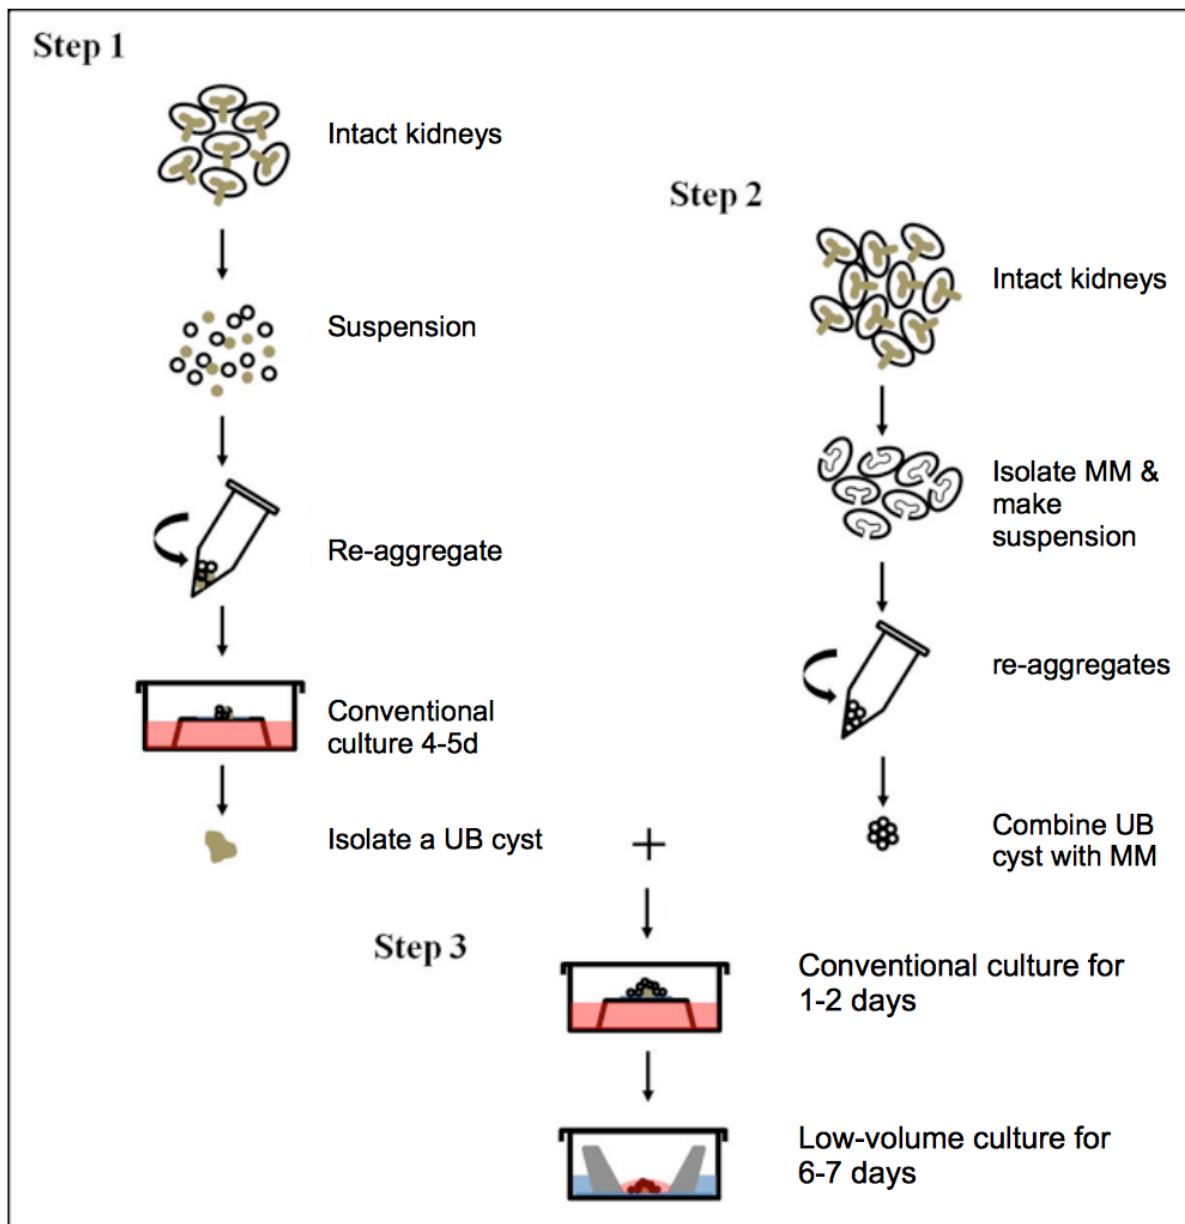 Step 1
Intact kidneys
Suspension
Re-aggregate
Conventional
culture 4-5d
Isolate a UB cyst
Step 2
Intact kidneys
Isolate MM &
make
suspension
re-aggregates
Combine UB
cyst with MM
+
Step 3
Conventional culture for
1-2 days
Low-volume culture for
6-7 days